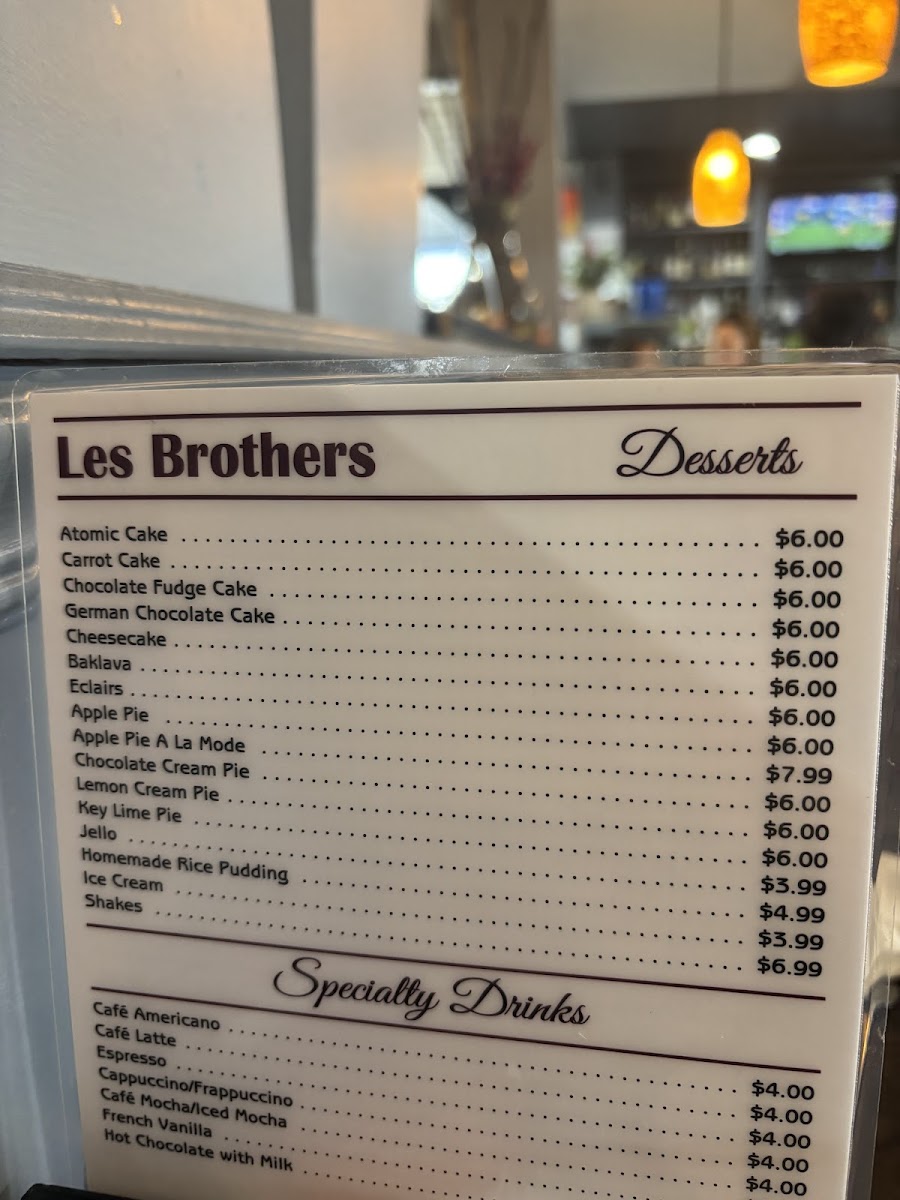 Les Brothers Desserts
Atomic Cake $6.00
Carrot Cake $6.00
Chocolate Fudge Cake $6.00
German Chocolate Cake $6.00
Cheesecake $6.00
Baklava $6.00
Eclairs $6.00
Apple Pie $6.00
Apple Pie A La Mode $7.99
Chocolate Cream Pie $6.00
Lemon Cream Pie $6.00
Key Lime Pie $6.00
Jello $3.99
Homemade Rice Pudding $4.99
Ice Cream $3.99
Shakes $6.99
Specialty Drinks
Café Americano $4.00
Café Latte $4.00
Espresso $4.00
Cappuccino/Frappuccino $4.00
Café Mocha/Iced Mocha $4.00
French Vanilla
Hot Chocolate with Milk